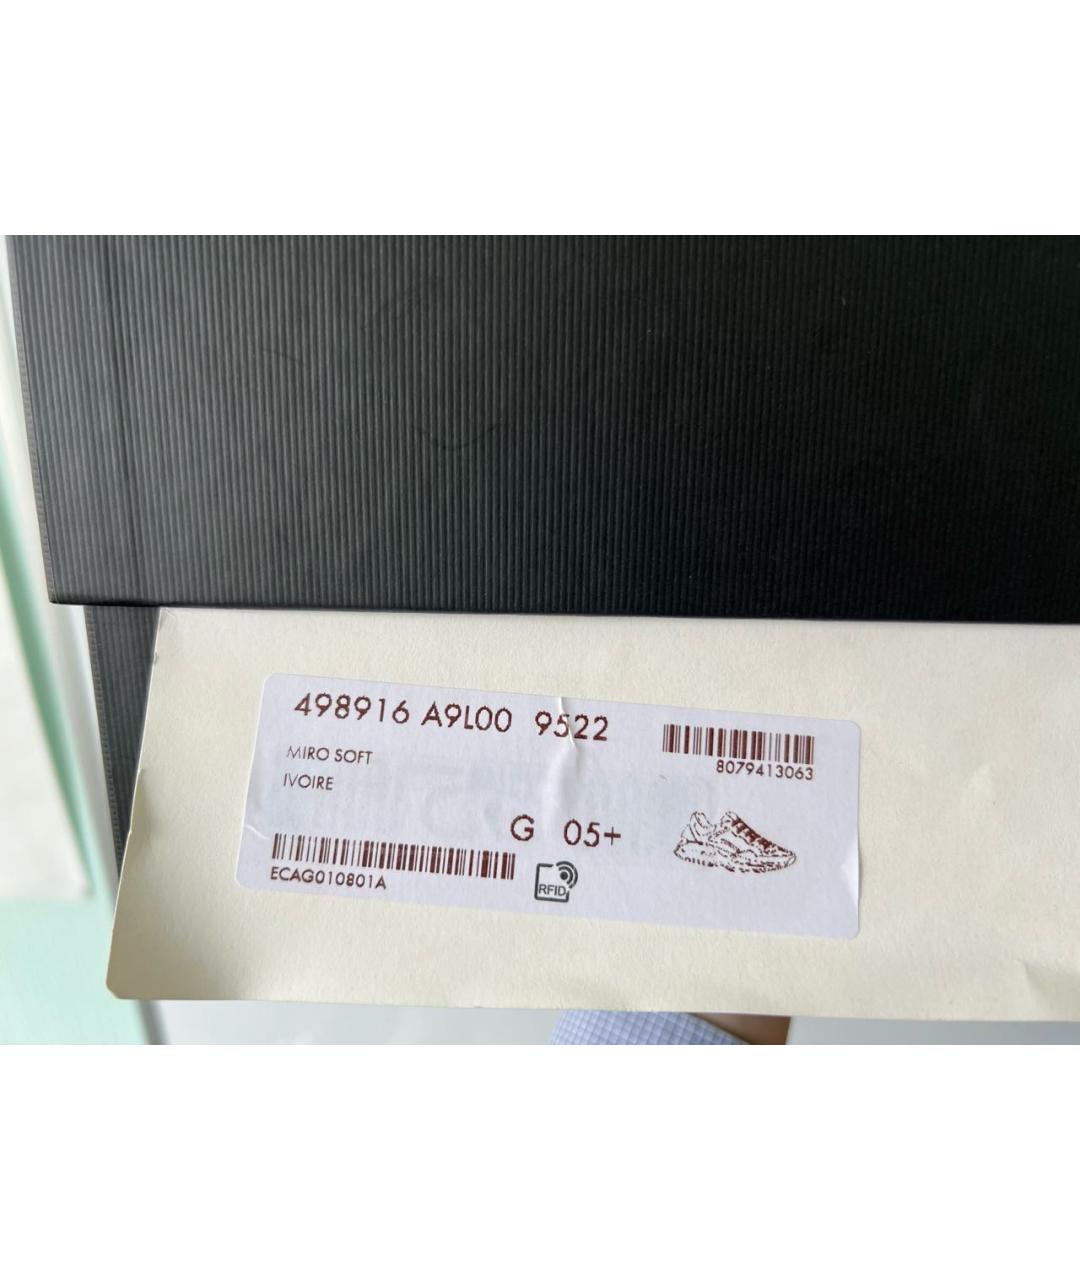 498916 A9L00 9522
8079413063
MIRO SOFT
IVOIRE
G 05+
ECAG010801A
RFID